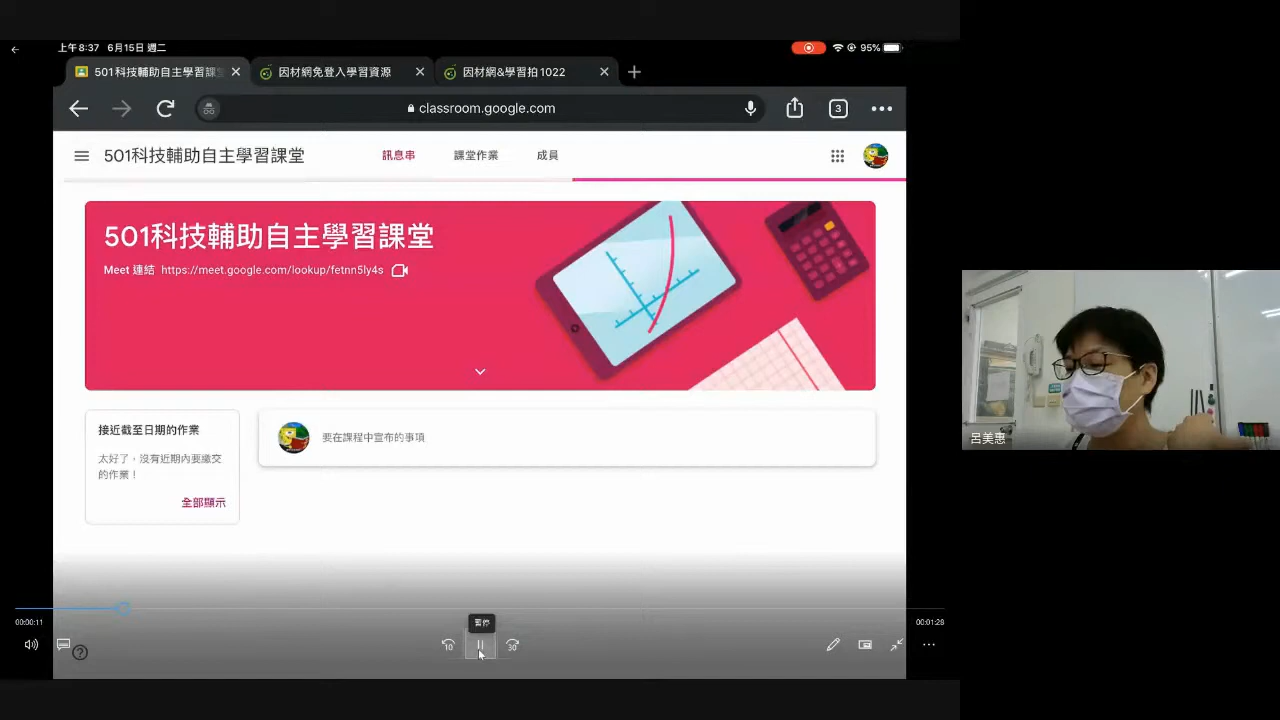 上午8:37 6月15日 週二
95%
501科技輔助自主學習課堂
因材網免登入學習資源
因材網&學習拍1022
classroom.google.com
3
501科技輔助自主學習課堂
訊息串
課堂作業
成員
501科技輔助自主學習課堂
Meet 連結 https://meet.google.com/lookup/fetnn5ly4s
接近截至日期的作業
太好了，沒有近期內要繳交
的作業！
全部顯示
要在課程中宣布的事項
呂美惠
暫停
00:00:11
00:01:28
10
30